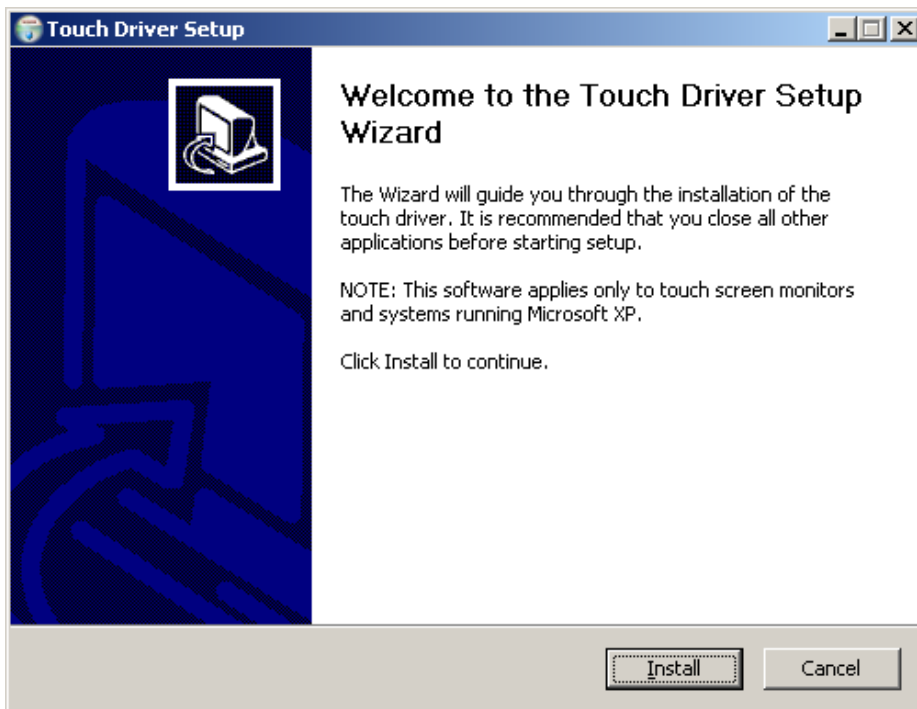 Touch Driver Setup
Welcome to the Touch Driver Setup
Wizard
The Wizard will guide you through the installation of the
touch driver. It is recommended that you close all other
applications before starting setup.
NOTE: This software applies only to touch screen monitors
and systems running Microsoft XP.
Click Install to continue.
Install
Cancel